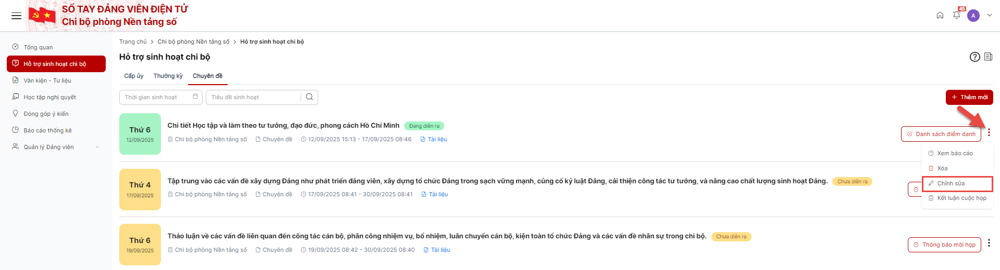 SỔ TAY ĐẢNG VIÊN ĐIỆN TỬ
Chi bộ phòng Nền tảng số
45
A
Tổng quan
Hỗ trợ sinh hoạt chi bộ
Văn kiện - Tư liệu
Học tập nghị quyết
Đóng góp ý kiến
Báo cáo thống kê
Quản lý Đảng viên
Trang chủ > Chi bộ phòng Nền tảng số > Hỗ trợ sinh hoạt chi bộ
Hỗ trợ sinh hoạt chi bộ
Cấp ủy Thường kỳ Chuyên đề
Thời gian sinh hoạt Tiêu đề sinh hoạt
+ Thêm mới
Thứ 6
12/09/2025
Chi tiết Học tập và làm theo tư tưởng, đạo đức, phong cách Hồ Chí Minh Đang diễn ra
Chi bộ phòng Nền tảng số Chuyên đề 12/09/2025 15:13 - 17/09/2025 08:46 Tài liệu
Danh sách điểm danh
Xem báo cáo
Xóa
Chỉnh sửa
Kết luận cuộc họp
Thứ 4
17/09/2025
Tập trung vào các vấn đề xây dựng Đảng như phát triển đảng viên, xây dựng tổ chức Đảng trong sạch vững mạnh, củng cố kỷ luật Đảng, cải thiện công tác tư tưởng, và nâng cao chất lượng sinh hoạt Đảng. Chưa diễn ra
Chi bộ phòng Nền tảng số Chuyên đề 17/09/2025 08:41 - 30/09/2025 08:41 Tài liệu
Thứ 6
19/09/2025
Thảo luận về các vấn đề liên quan đến công tác cán bộ, phân công nhiệm vụ, bổ nhiệm, luân chuyển cán bộ, kiện toàn tổ chức Đảng và các vấn đề nhân sự trong chi bộ. Chưa diễn ra
Chi bộ phòng Nền tảng số Chuyên đề 19/09/2025 08:42 - 30/09/2025 08:40 Tài liệu
Thông báo mời họp